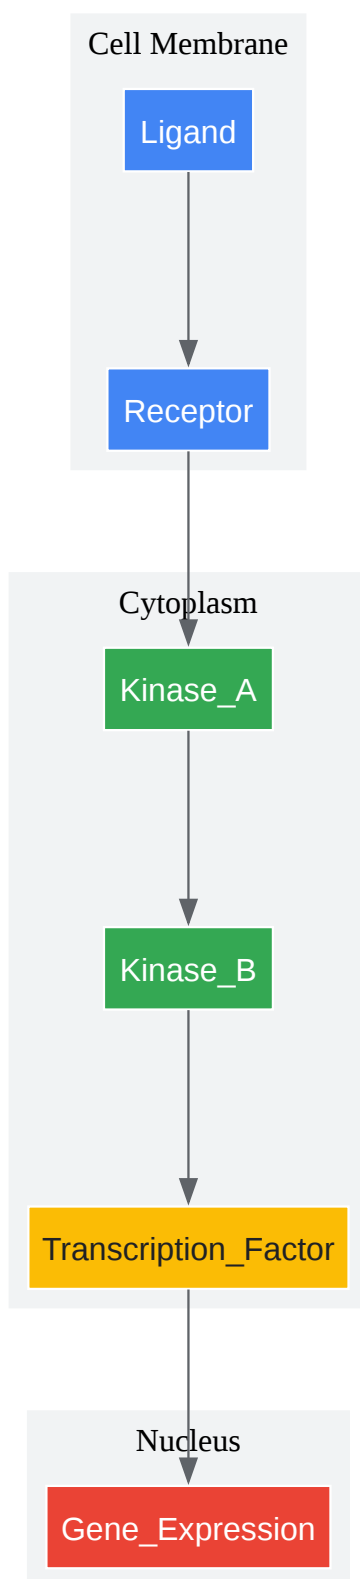 Cell Membrane
Ligand
Receptor
Cytoplasm
Kinase_A
Kinase_B
Transcription_Factor
Nucleus
Gene_Expression